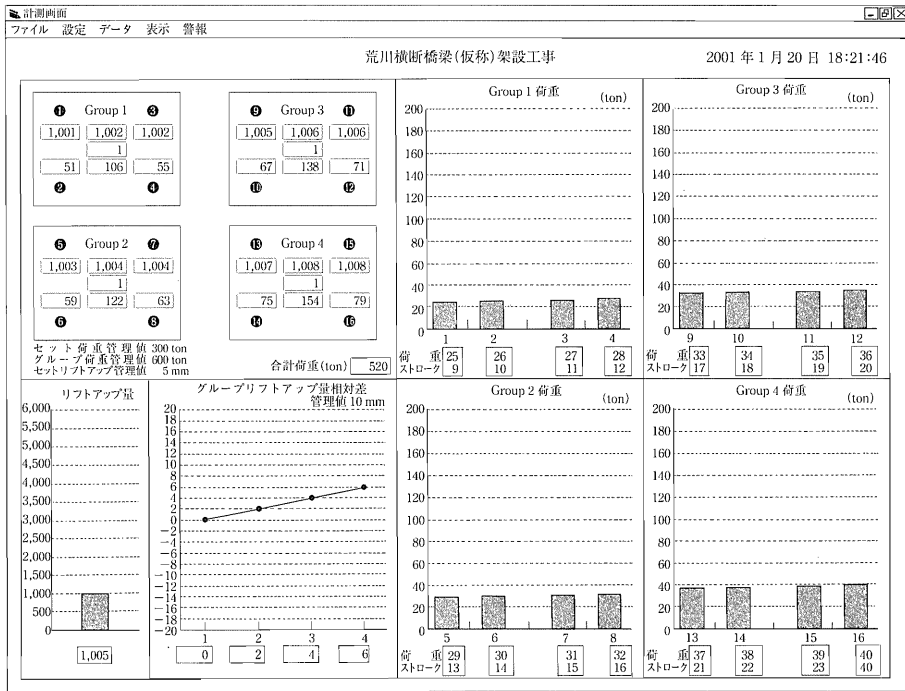 計測画面
ファイル 設定 データ 表示 警報
荒川横断橋梁(仮称)架設工事 2001年1月20日 18:21:46
❶ Group 1 ❸
1,001 1,002 1,002
1
51 106 55
❷ ❹
❾ Group 3 ⓫
1,005 1,006 1,006
1
67 138 71
❿ ⓬
❺ Group 2 ❼
1,003 1,004 1,004
1
59 122 63
❻ ❽
⓭ Group 4 ⓯
1,007 1,008 1,008
1
75 154 79
⓮ ⓰
セット荷重管理値 300 ton
グループ荷重管理値 600 ton
セットリフトアップ管理値 5 mm
合計荷重(ton) 520
リフトアップ量
6,000
5,500
5,000
4,500
4,000
3,500
3,000
2,500
2,000
1,500
1,000
500
0
1,005
グループリフトアップ量相対差
管理値 10 mm
20
18
16
14
12
10
8
6
4
2
0
−2
−4
−6
−8
−10
−12
−14
−16
−18
−20
1 2 3 4
0 2 4 6
Group 1 荷重 (ton)
200
180
160
140
120
100
80
60
40
20
0
1 2 3 4
荷重 25 26 27 28
ストローク 9 10 11 12
Group 3 荷重 (ton)
200
180
160
140
120
100
80
60
40
20
0
9 10 11 12
荷重 33 34 35 36
ストローク 17 18 19 20
Group 2 荷重 (ton)
200
180
160
140
120
100
80
60
40
20
0
5 6 7 8
荷重 29 30 31 32
ストローク 13 14 15 16
Group 4 荷重 (ton)
200
180
160
140
120
100
80
60
40
20
0
13 14 15 16
荷重 37 38 39 40
ストローク 21 22 23 40